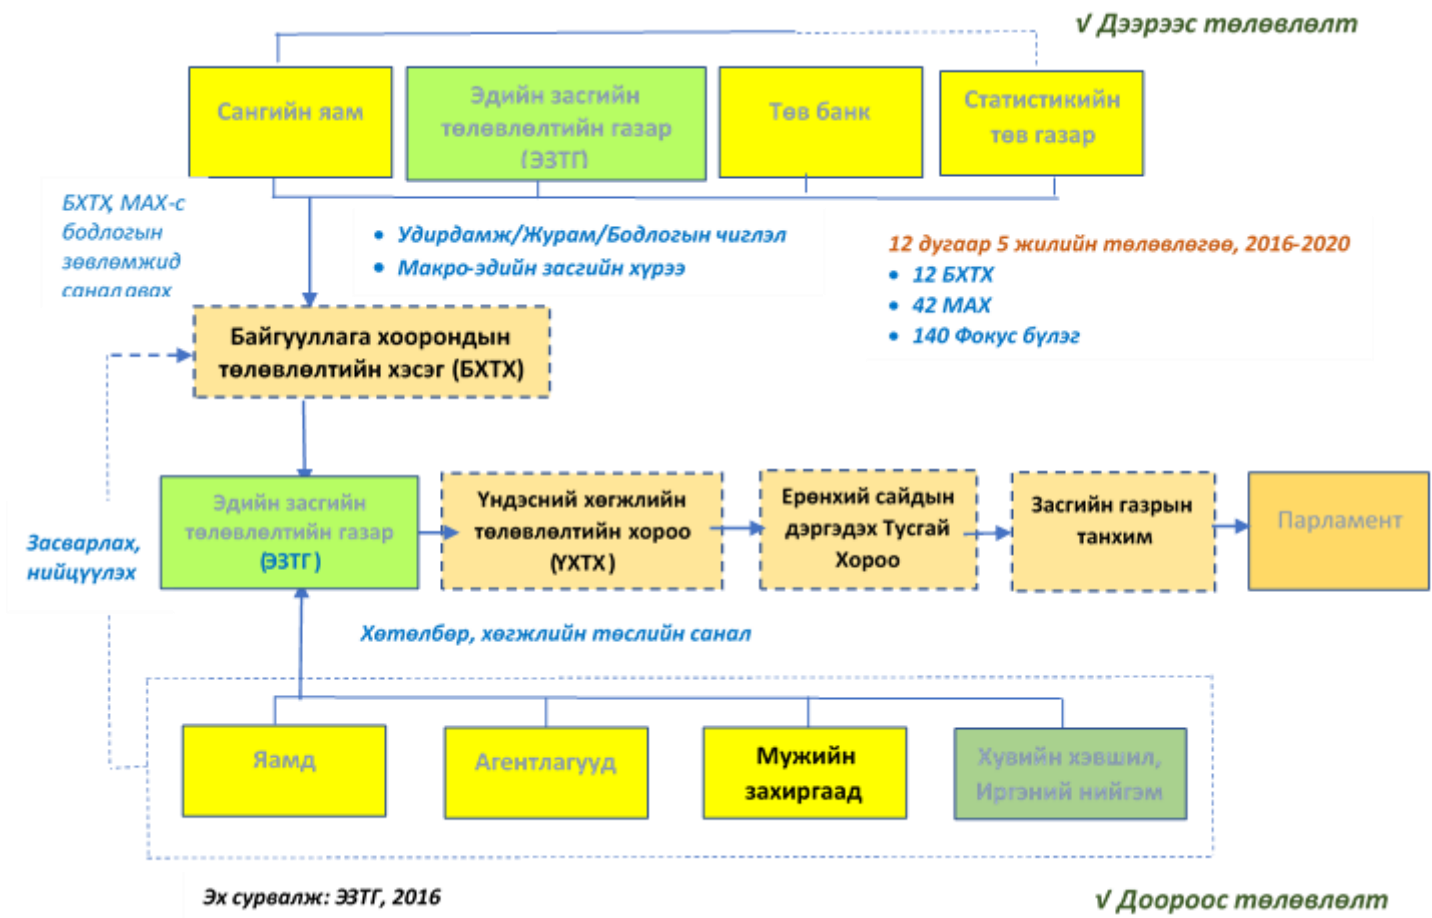 √ Дээрээс төлөвлөлт
Сангийн яам
Эдийн засгийн
төлөвлөлтийн газар
(ЭЗТГ)
Төв банк
Статистикийн
төв газар
БХТХ, МАХ-с
бодлогын
зөвлөмжид
санал авах
• Удирдамж/Журам/Бодлогын чиглэл
• Макро-эдийн засгийн хүрээ
12 дугаар 5 жилийн төлөвлөгөө, 2016-2020
• 12 БХТХ
• 42 МАХ
• 140 Фокус бүлэг
Байгууллага хоорондын
төлөвлөлтийн хэсэг (БХТХ)
Засварлах,
нийцүүлэх
Эдийн засгийн
төлөвлөлтийн газар
(ЭЗТГ)
Үндэсний хөгжлийн
төлөвлөлтийн хороо
(ҮХТХ)
Ерөнхий сайдын
дэргэдэх Тусгай
Хороо
Засгийн газрын
танхим
Парламент
Хөтөлбөр, хөгжлийн төслийн санал
Яамд
Агентлагууд
Мужийн
захиргаад
Хувийн хэвшил,
Иргэний нийгэм
Эх сурвалж: ЭЗТГ, 2016
√ Доороос төлөвлөлт